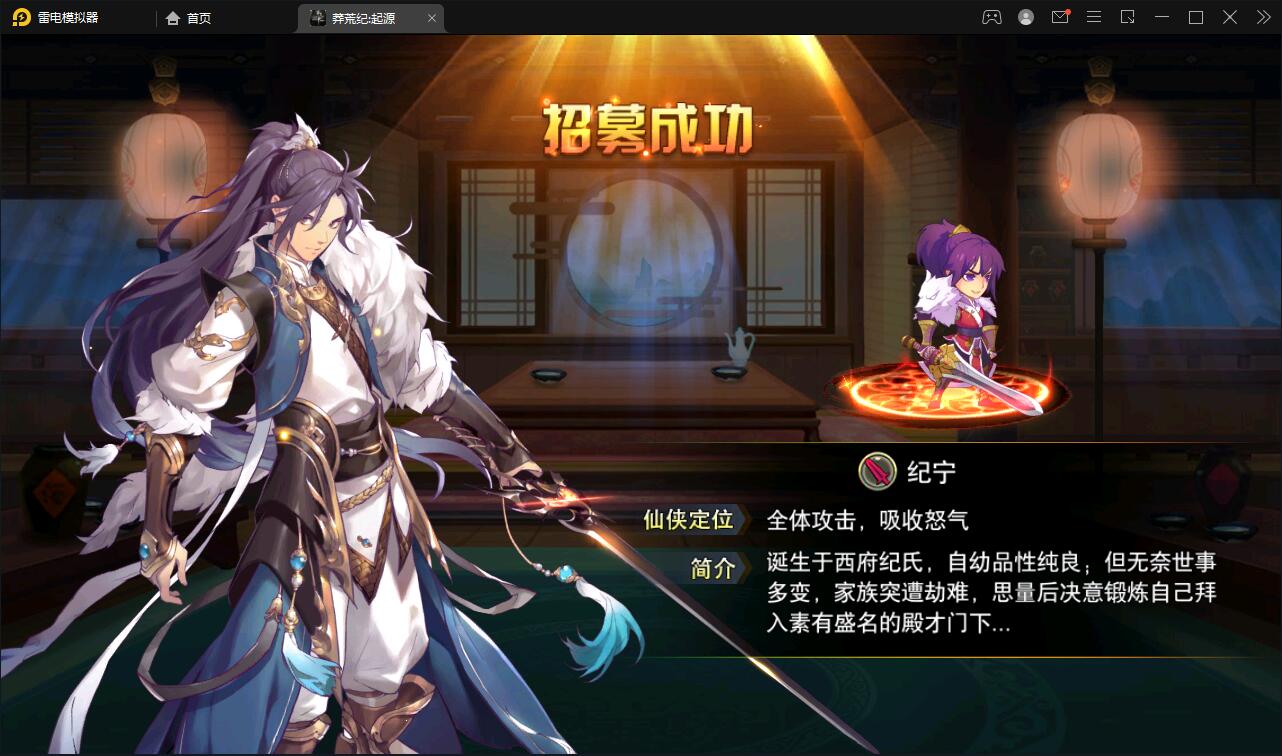 雷电模拟器
首页
莽荒纪:起源
招募成功
纪宁
仙侠定位
全体攻击，吸收怒气
简介
诞生于西府纪氏，自幼品性纯良；但无奈世事
多变，家族突遭劫难，思量后决意锻炼自己拜
入素有盛名的殿才门下...